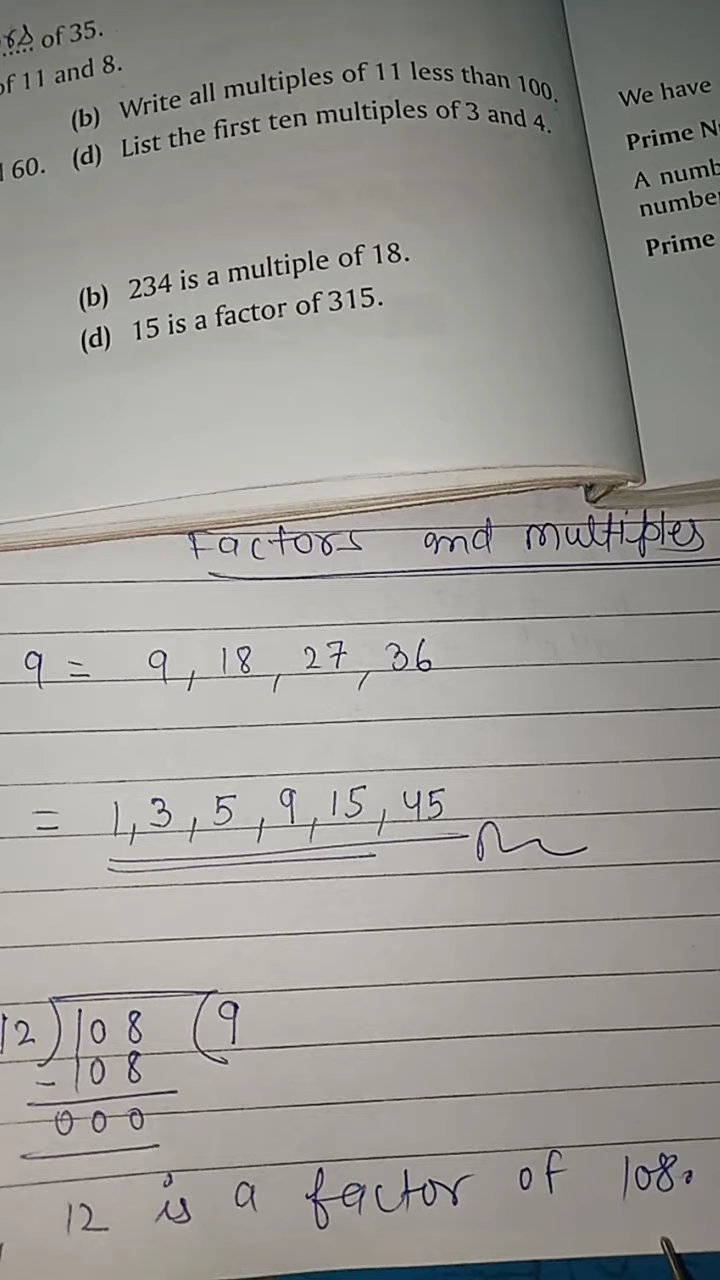 of 35.
of 11 and 8.
(b) Write all multiples of 11 less than 100.
60. (d) List the first ten multiples of 3 and 4.
(b) 234 is a multiple of 18.
(d) 15 is a factor of 315.
We have
Prime
A
Prime
Factors and multiples
9 = 9, 18, 27, 36
= 1, 3, 5, 9, 15, 45
12) 108 (9
- 108
000
12 is a factor of 108.